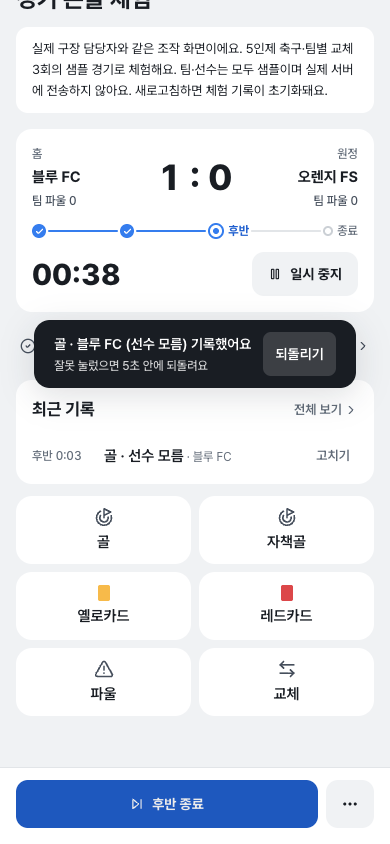 실제 구장 담당자와 같은 조작 화면이에요. 5인제 축구·팀별 교체
3회의 샘플 경기로 체험해요. 팀·선수는 모두 샘플이며 실제 서버
에 전송하지 않아요. 새로고침하면 체험 기록이 초기화돼요.
홈
원정
블루 FC
1 : 0
오렌지 FS
팀 파울 0
팀 파울 0
후반
종료
00:38
일시 중지
골 · 블루 FC (선수 모름) 기록했어요
잘못 눌렀으면 5초 안에 되돌려요
되돌리기
최근 기록
전체 보기
후반 0:03
골 · 선수 모름 · 블루 FC
고치기
골
자책골
옐로카드
레드카드
파울
교체
후반 종료